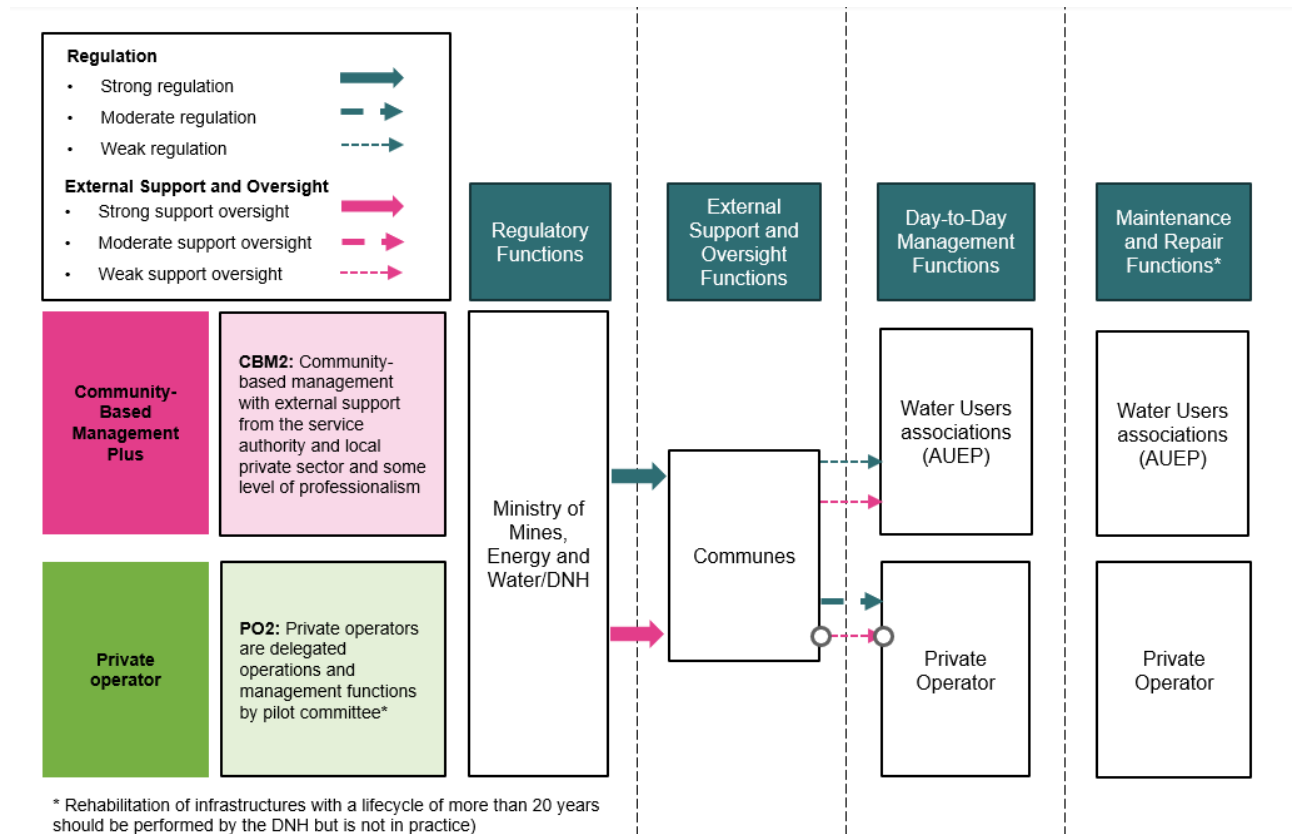 Regulation
• Strong regulation
• Moderate regulation
• Weak regulation
External Support and Oversight
• Strong support oversight
• Moderate support oversight
• Weak support oversight
Regulatory
Functions
External
Support and
Oversight
Functions
Day-to-Day
Management
Functions
Maintenance
and Repair
Functions*
Community-
Based
Management
Plus
CBM2: Community-
based management
with external support
from the service
authority and local
private sector and some
level of professionalism
Ministry of
Mines,
Energy and
Water/DNH
Communes
Water Users
associations
(AUEP)
Water Users
associations
(AUEP)
Private
operator
PO2: Private operators
are delegated
operations and
management functions
by pilot committee*
Private
Operator
Private
Operator
* Rehabilitation of infrastructures with a lifecycle of more than 20 years
should be performed by the DNH but is not in practice)